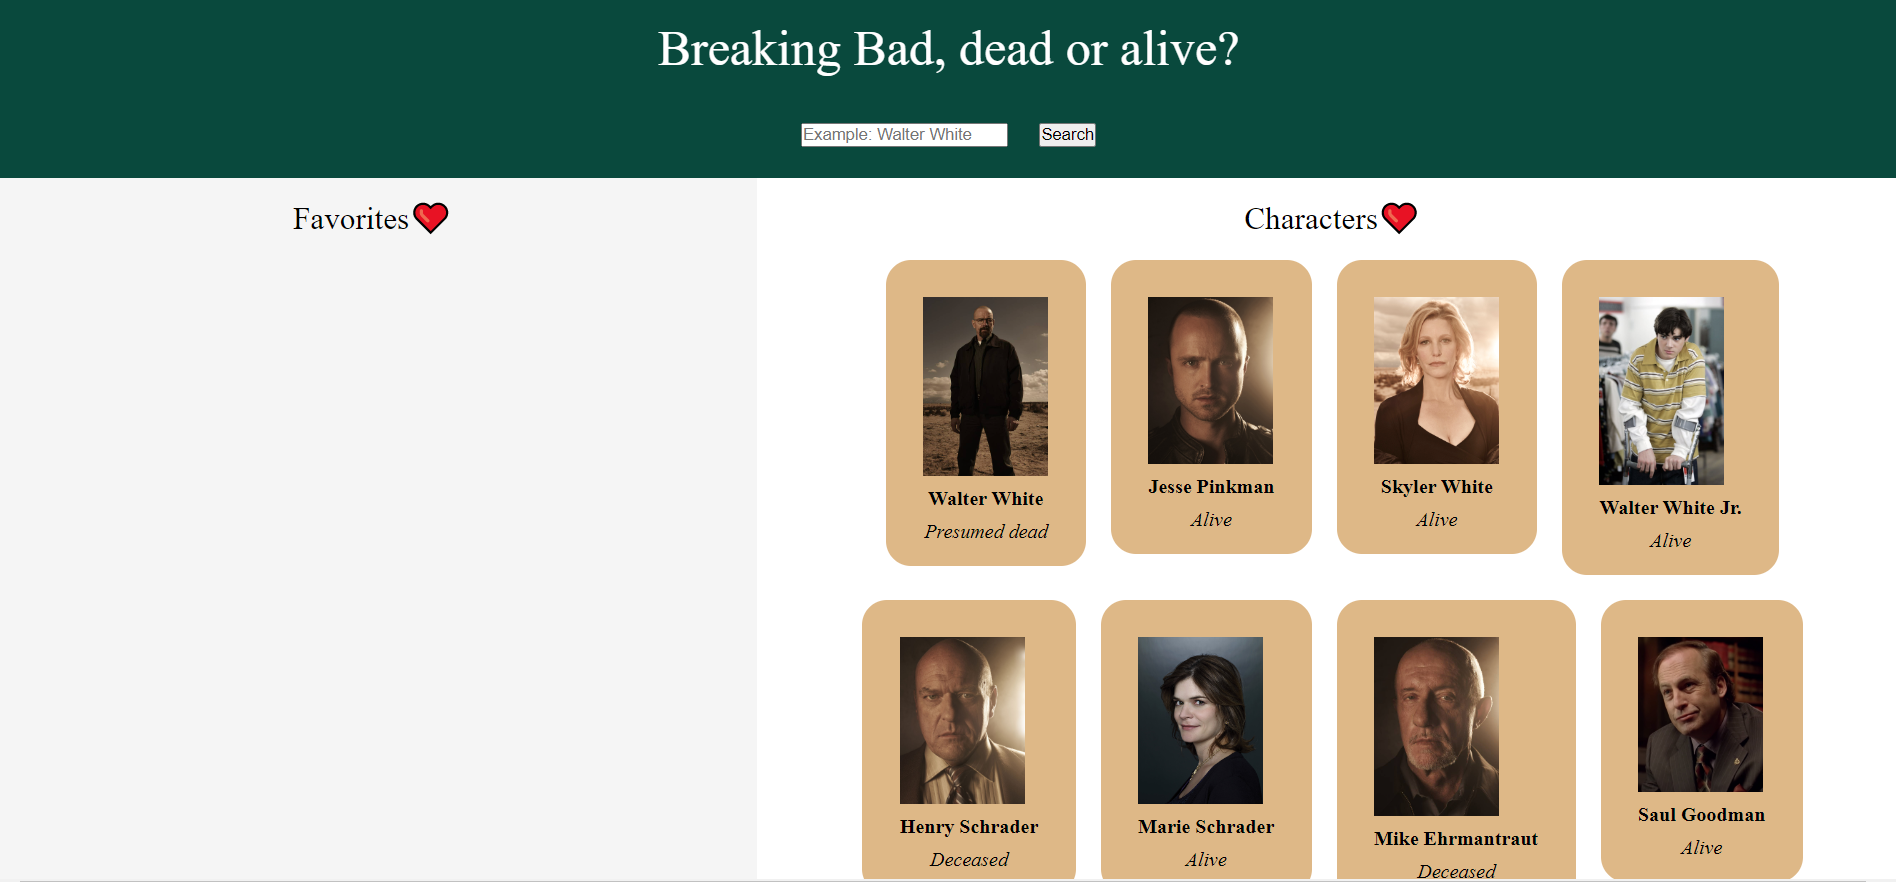 Breaking Bad, dead or alive?
Example: Walter White
Search
Favorites
Characters
Walter White
Presumed dead
Jesse Pinkman
Alive
Skyler White
Alive
Walter White Jr.
Alive
Henry Schrader
Deceased
Marie Schrader
Alive
Mike Ehrmantraut
Deceased
Saul Goodman
Alive